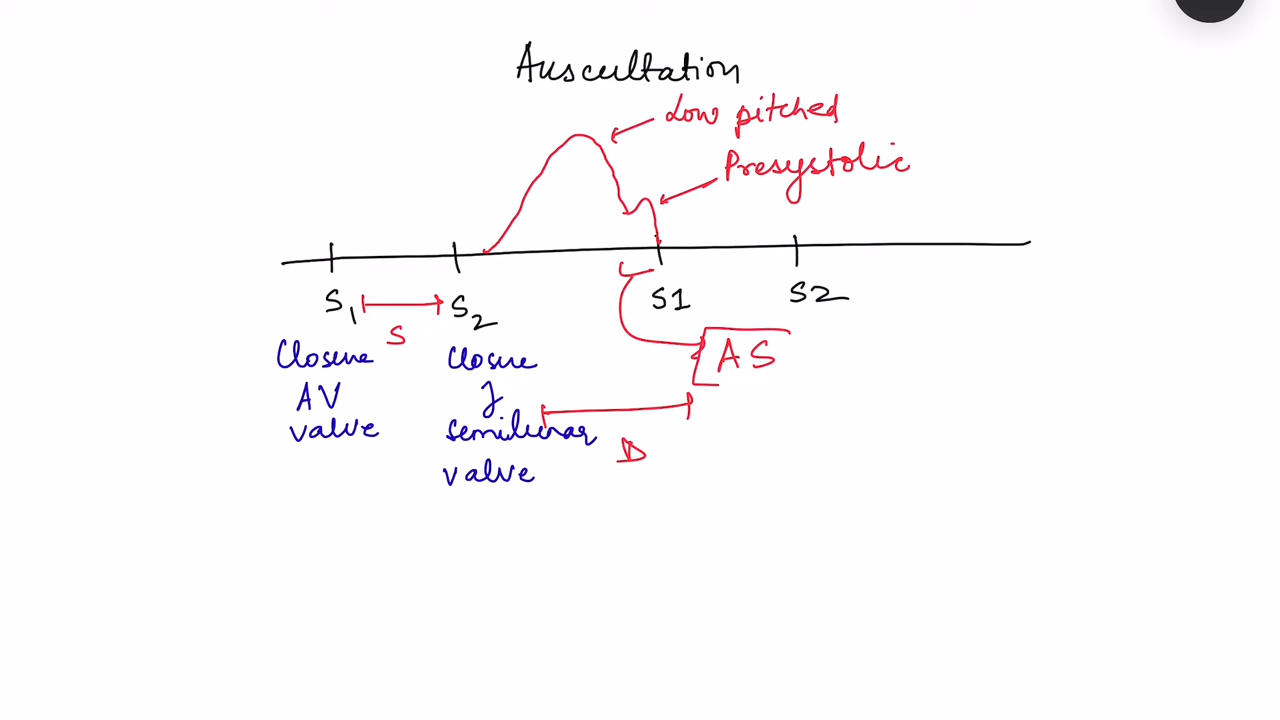 Auscultation
Low pitched
Presystolic
S1 S2 S1 S2
S
Closure Closure
AV of
valve semilunar
valve
AS
D